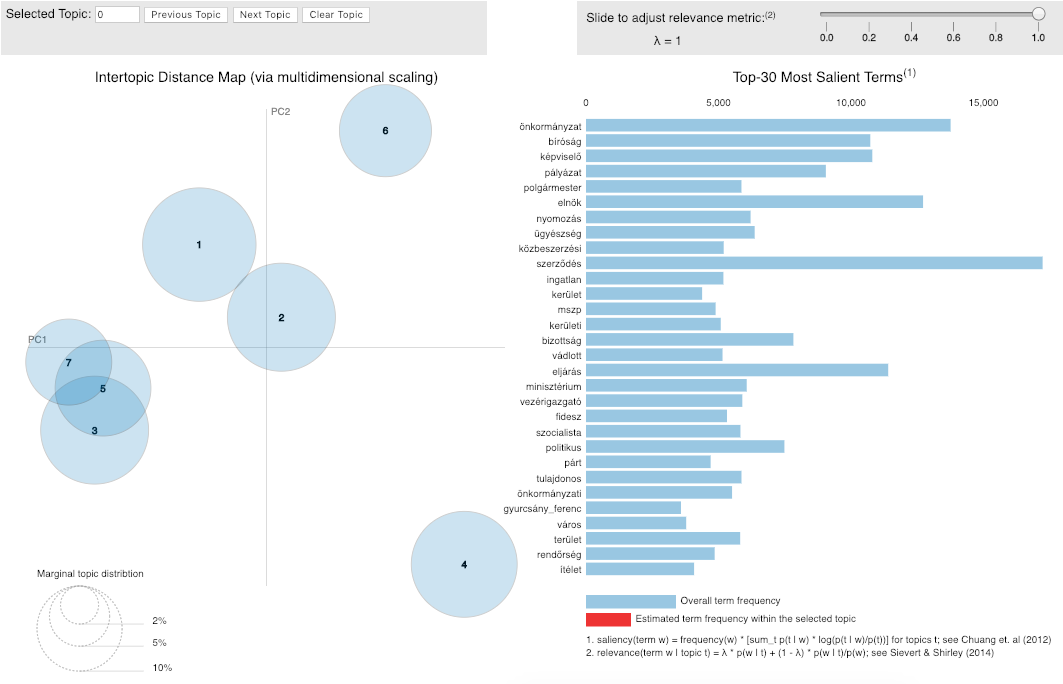 Selected Topic: 0 Previous Topic Next Topic Clear Topic
Slide to adjust relevance metric:(2)
λ = 1
0.0 0.2 0.4 0.6 0.8 1.0
Intertopic Distance Map (via multidimensional scaling)
PC2
PC1
6
1
2
7
5
3
4
Marginal topic distribtion
2%
5%
10%
Top-30 Most Salient Terms(1)
0 5,000 10,000 15,000
önkormányzat
bíróság
képviselő
pályázat
polgármester
elnök
nyomozás
ügyészség
közbeszerzési
szerződés
ingatlan
kerület
mszp
kerületi
bizottság
vádlott
eljárás
minisztérium
vezérigazgató
fidesz
szocialista
politikus
párt
tulajdonos
önkormányzati
gyurcsány_ferenc
város
terület
rendőrség
ítélet
Overall term frequency
Estimated term frequency within the selected topic
1. saliency(term w) = frequency(w) * [sum_t p(t | w) * log(p(t | w)/p(t))] for topics t; see Chuang et. al (2012)
2. relevance(term w | topic t) = λ * p(w | t) + (1 - λ) * p(w | t)/p(w); see Sievert & Shirley (2014)